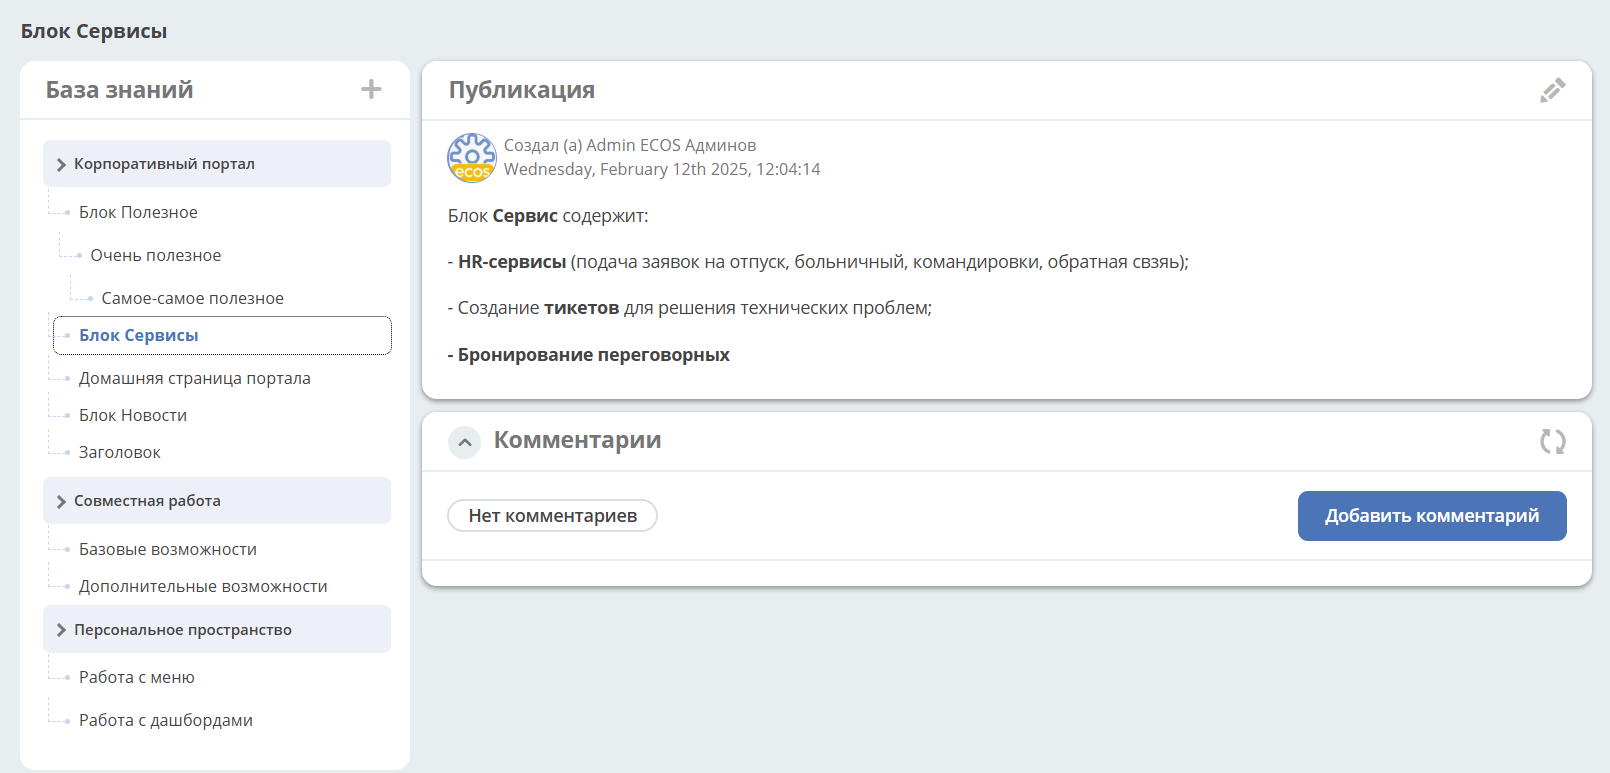 Блок Сервисы
База знаний
Корпоративный портал
Блок Полезное
Очень полезное
Самое-самое полезное
Блок Сервисы
Домашняя страница портала
Блок Новости
Заголовок
Совместная работа
Базовые возможности
Дополнительные возможности
Персональное пространство
Работа с меню
Работа с дашбордами
Публикация
ecos
Создал (а) Admin ECOS Админов
Wednesday, February 12th 2025, 12:04:14
Блок Сервис содержит:
- HR-сервисы (подача заявок на отпуск, больничный, командировки, обратная свзяь);
- Создание тикетов для решения технических проблем;
- Бронирование переговорных
Комментарии
Нет комментариев
Добавить комментарий